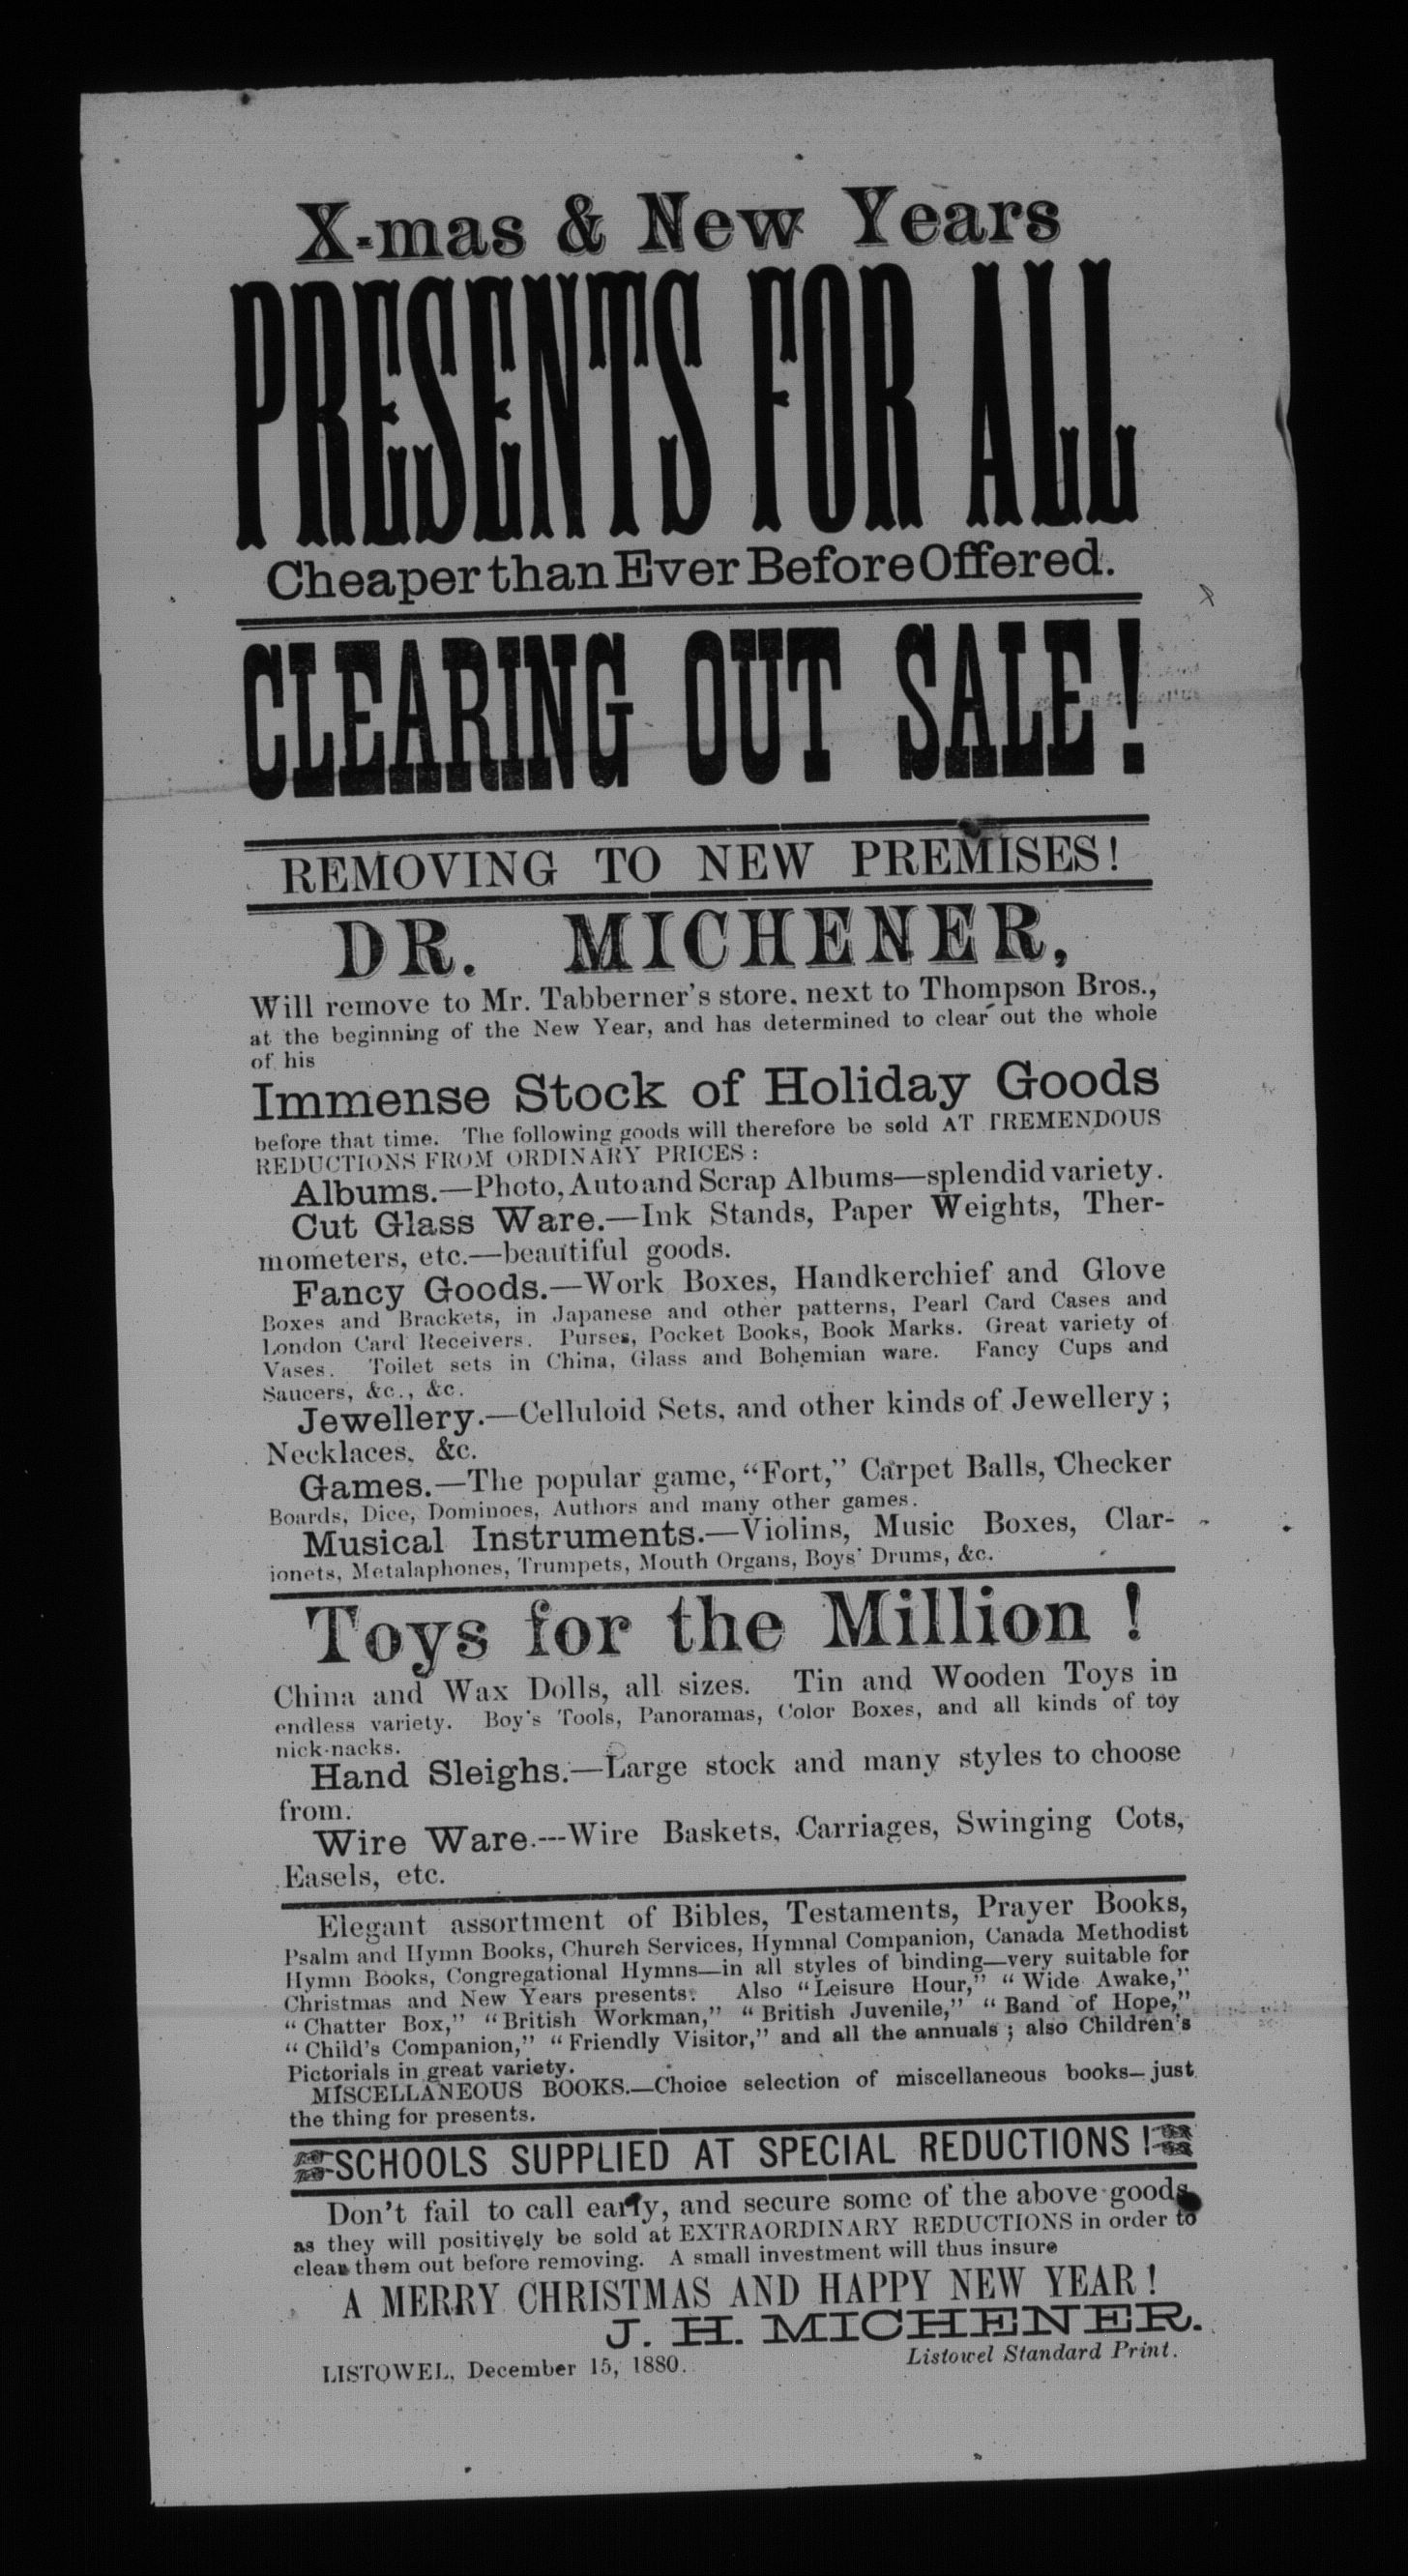 X-mas & New Years
PRESENTS FOR ALL
Cheaper than Ever Before Offered.
CLEARING OUT SALE!
REMOVING TO NEW PREMISES!
DR. MICHENER,
Will remove to Mr. Tabberner's store, next to Thompson Bros.,
at the beginning of the New Year, and has determined to clear out the whole
of his
Immense Stock of Holiday Goods
before that time. The following goods will therefore be sold AT TREMENDOUS
REDUCTIONS FROM ORDINARY PRICES:
Albums.—Photo, Auto and Scrap Albums—splendid variety.
Cut Glass Ware.—Ink Stands, Paper Weights, Ther-
mometers, etc.—beautiful goods.
Fancy Goods.—Work Boxes, Handkerchief and Glove
Boxes and Brackets, in Japanese and other patterns, Pearl Card Cases and
London Card Receivers. Purses, Pocket Books, Book Marks. Great variety of
Vases. Toilet sets in China, Glass and Bohemian ware. Fancy Cups and
Saucers, &c., &c.
Jewellery.—Celluloid Sets, and other kinds of Jewellery;
Necklaces, &c.
Games.—The popular game, "Fort," Carpet Balls, Checker
Boards, Dice, Dominoes, Authors and many other games.
Musical Instruments.—Violins, Music Boxes, Clar-
ionets, Metalaphones, Trumpets, Mouth Organs, Boys' Drums, &c.
Toys for the Million!
China and Wax Dolls, all sizes. Tin and Wooden Toys in
endless variety. Boy's Tools, Panoramas, Color Boxes, and all kinds of toy
nick-nacks.
Hand Sleighs.—Large stock and many styles to choose
from.
Wire Ware.---Wire Baskets, Carriages, Swinging Cots,
Easels, etc.
Elegant assortment of Bibles, Testaments, Prayer Books,
Psalm and Hymn Books, Church Services, Hymnal Companion, Canada Methodist
Hymn Books, Congregational Hymns—in all styles of binding—very suitable for
Christmas and New Years presents. Also "Leisure Hour," "Wide Awake,"
"Chatter Box," "British Workman," "British Juvenile," "Band of Hope,"
"Child's Companion," "Friendly Visitor," and all the annuals; also Children's
Pictorials in great variety.
MISCELLANEOUS BOOKS.—Choice selection of miscellaneous books—just
the thing for presents.
SCHOOLS SUPPLIED AT SPECIAL REDUCTIONS!
Don't fail to call early, and secure some of the above goods
as they will positively be sold at EXTRAORDINARY REDUCTIONS in order to
clear them out before removing. A small investment will thus insure
A MERRY CHRISTMAS AND HAPPY NEW YEAR!
J. H. MICHENER.
LISTOWEL, December 15, 1880.
Listowel Standard Print.